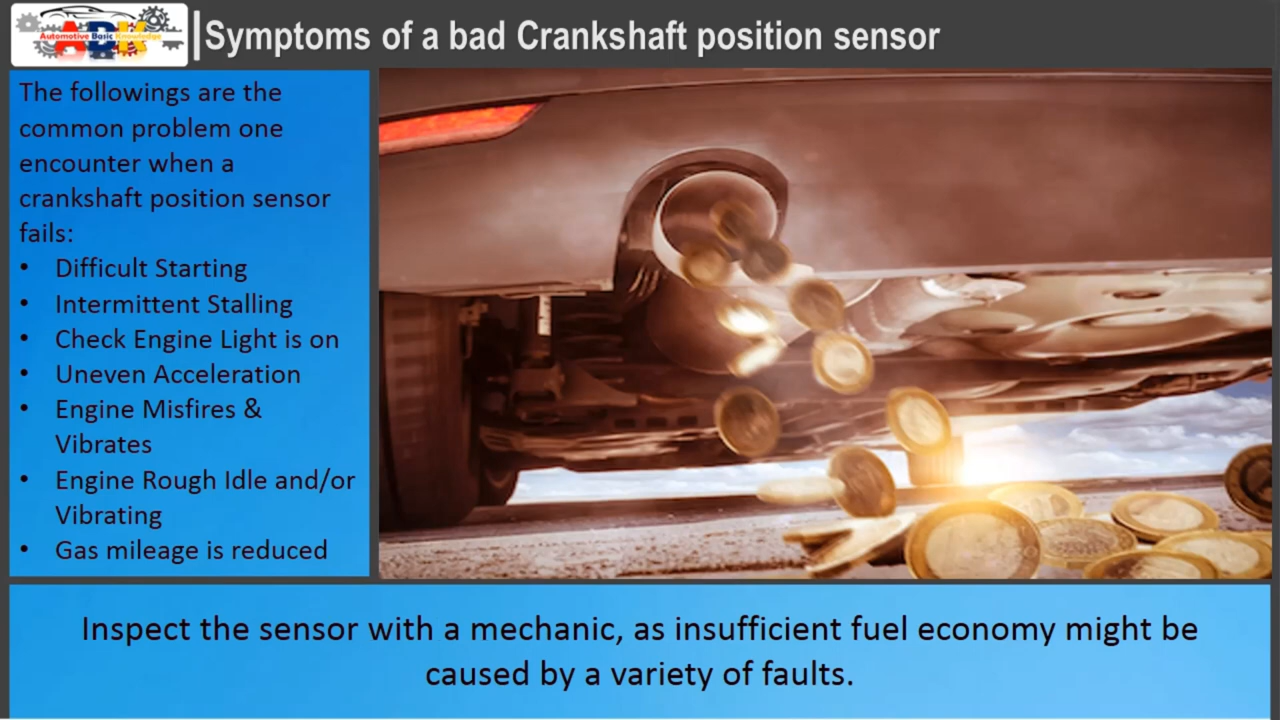 Automotive Basic Knowledge
ABK
Symptoms of a bad Crankshaft position sensor
The followings are the
common problem one
encounter when a
crankshaft position sensor
fails:
• Difficult Starting
• Intermittent Stalling
• Check Engine Light is on
• Uneven Acceleration
• Engine Misfires &
Vibrates
• Engine Rough Idle and/or
Vibrating
• Gas mileage is reduced
Inspect the sensor with a mechanic, as insufficient fuel economy might be
caused by a variety of faults.